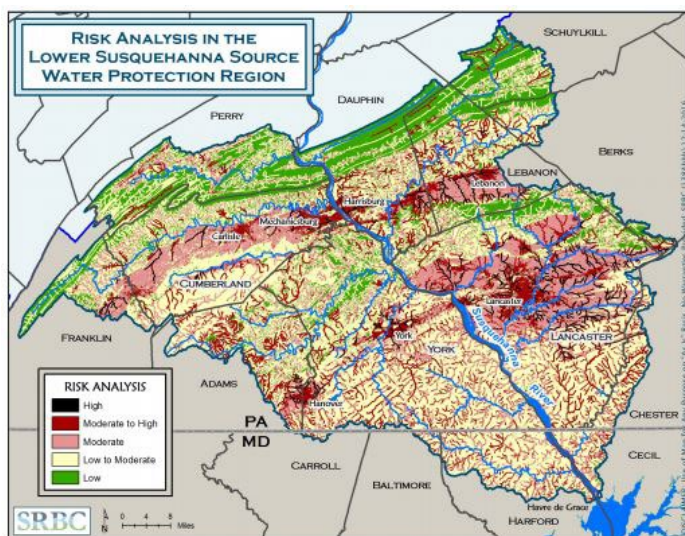 RISK ANALYSIS IN THE
LOWER SUSQUEHANNA SOURCE
WATER PROTECTION REGION
SCHUYLKILL
DAUPHIN
PERRY
BERKS
LEBANON
Lebanon
Harrisburg
Mechanicsburg
Carlisle
CUMBERLAND
Lancaster
Susquehanna
River
FRANKLIN
York
YORK
LANCASTER
ADAMS
Hanover
RISK ANALYSIS
High
Moderate to High
Moderate
Low to Moderate
Low
PA
MD
CHESTER
CECIL
CARROLL
BALTIMORE
HARFORD
Havre de Grace
SRBC
N
0 4 8
Miles